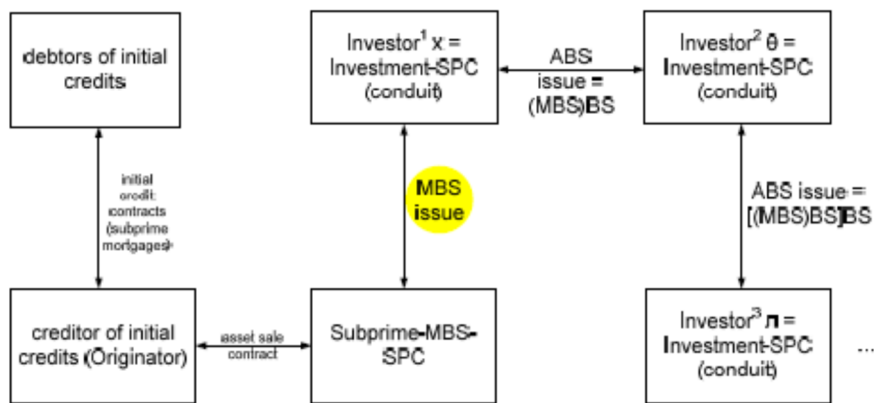 debtors of initial
credits
Investor¹ x =
Investment-SPC
(conduit)
ABS
issue =
(MBS)BS
Investor² θ =
Investment-SPC
(conduit)
initial
credit
contracts
(subprime
mortgages)
MBS
issue
ABS issue =
[(MBS)BS]BS
creditor of initial
credits (Originator)
asset sale
contract
Subprime-MBS-
SPC
Investor³ π =
Investment-SPC
(conduit)
...